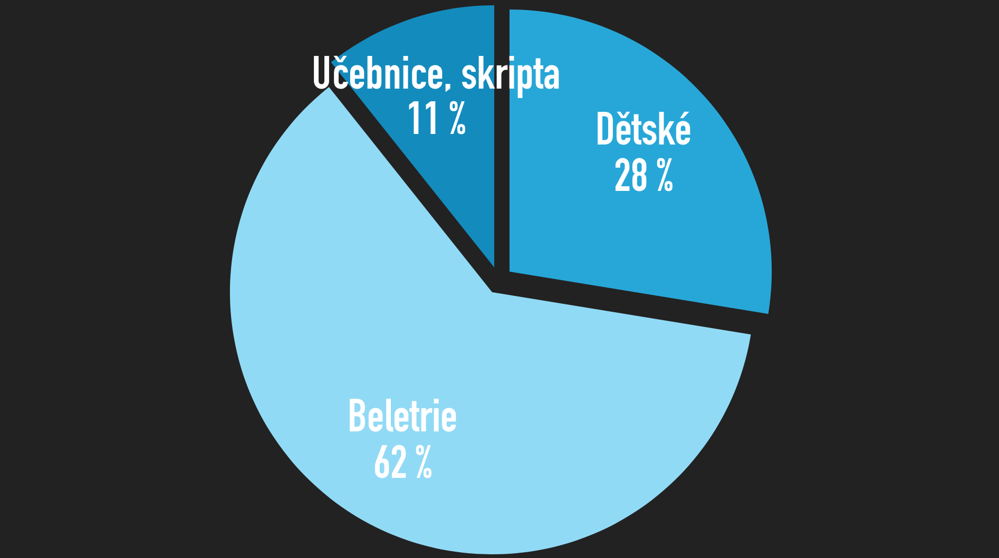 Učebnice, skripta
11 %
Dětské
28 %
Beletrie
62 %